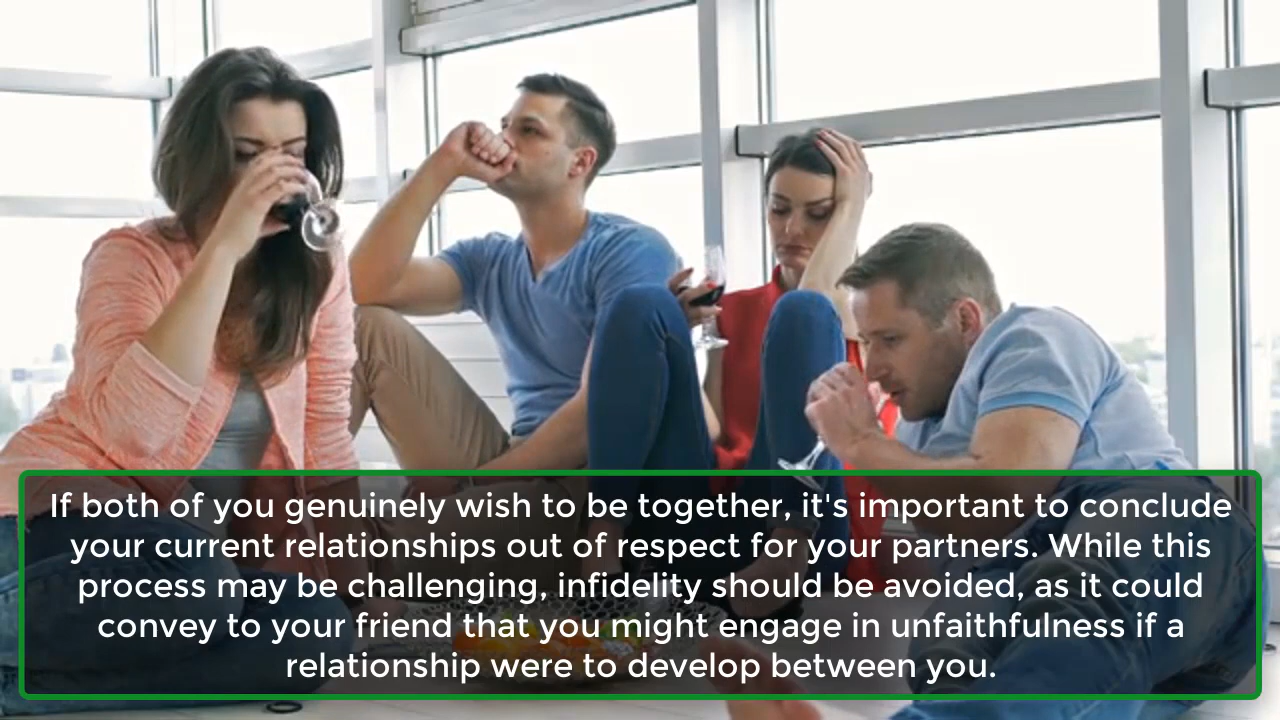 If both of you genuinely wish to be together, it's important to conclude
your current relationships out of respect for your partners. While this
process may be challenging, infidelity should be avoided, as it could
convey to your friend that you might engage in unfaithfulness if a
relationship were to develop between you.